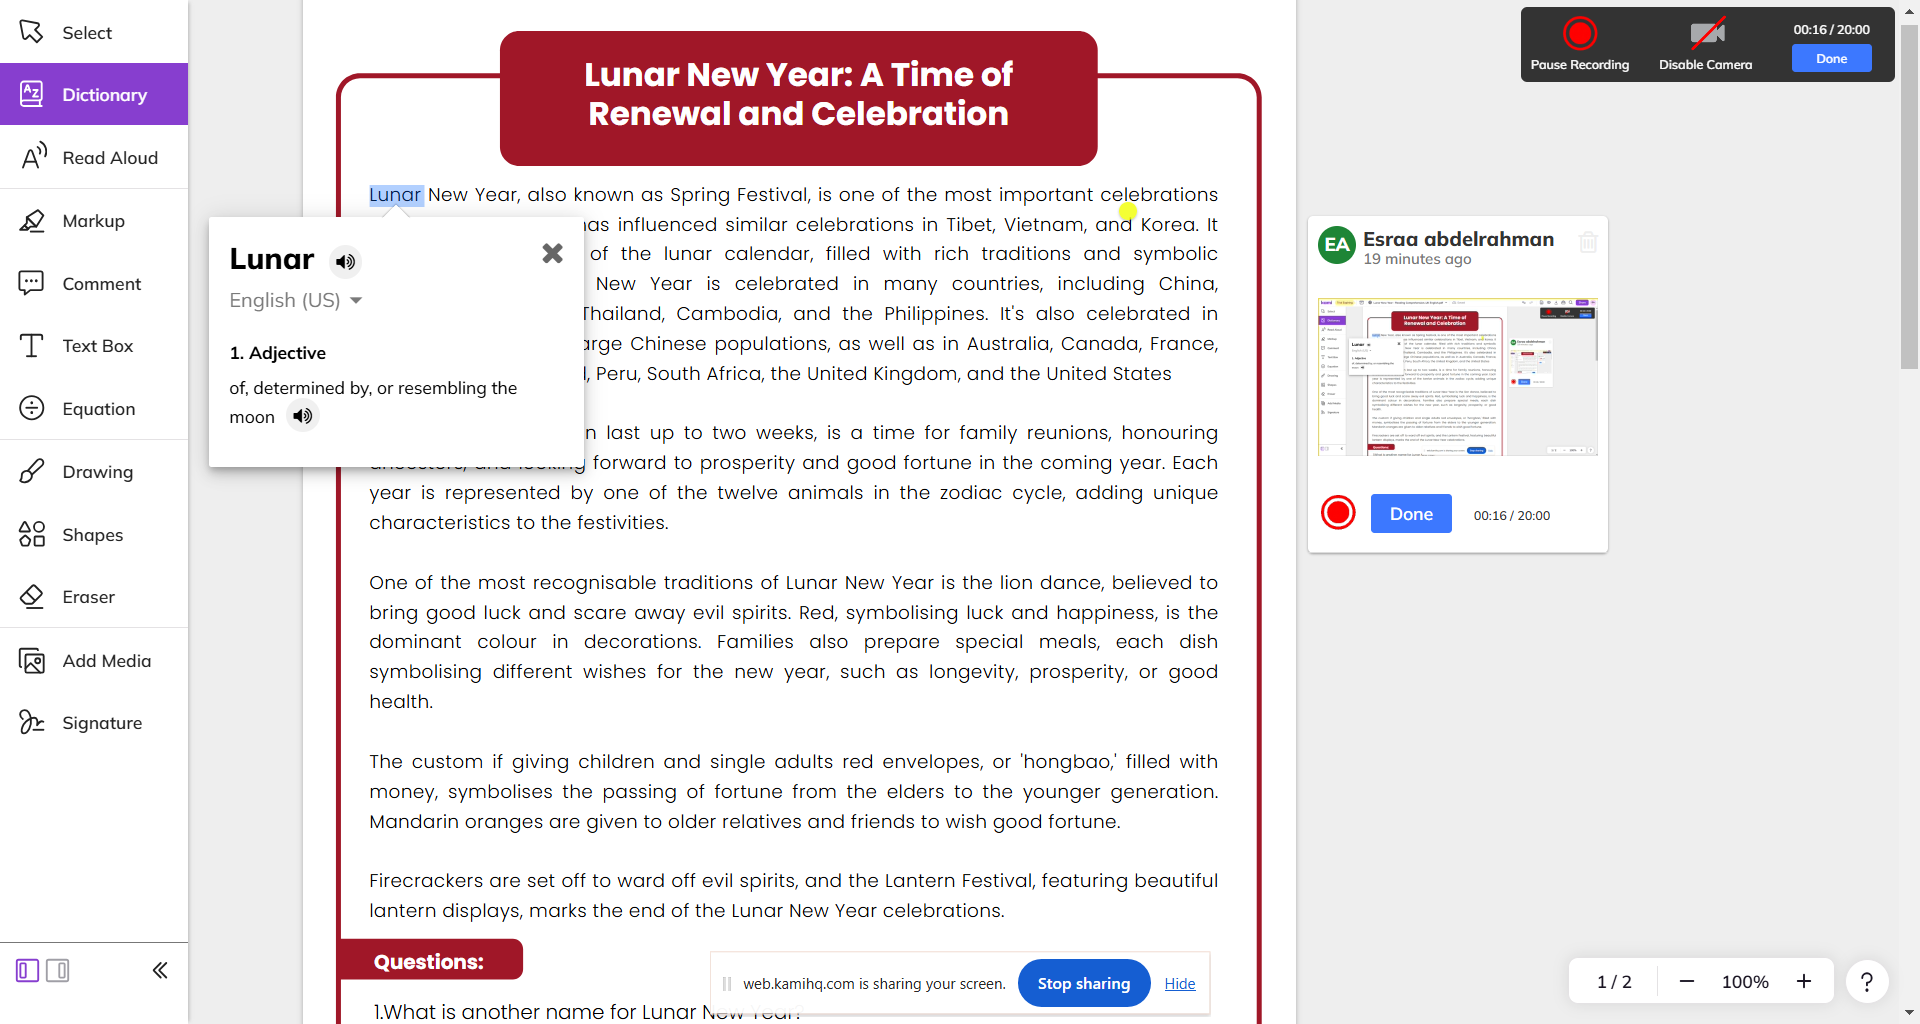 Select
Dictionary
Read Aloud
Markup
Comment
Text Box
Equation
Drawing
Shapes
Eraser
Add Media
Signature
Lunar New Year: A Time of
Renewal and Celebration
Lunar New Year, also known as Spring Festival, is one of the most important celebrations
has influenced similar celebrations in Tibet, Vietnam, and Korea. It
of the lunar calendar, filled with rich traditions and symbolic
New Year is celebrated in many countries, including China,
Thailand, Cambodia, and the Philippines. It's also celebrated in
large Chinese populations, as well as in Australia, Canada, France,
Peru, South Africa, the United Kingdom, and the United States
last up to two weeks, is a time for family reunions, honouring
ancestors, and looking forward to prosperity and good fortune in the coming year. Each
year is represented by one of the twelve animals in the zodiac cycle, adding unique
characteristics to the festivities.
One of the most recognisable traditions of Lunar New Year is the lion dance, believed to
bring good luck and scare away evil spirits. Red, symbolising luck and happiness, is the
dominant colour in decorations. Families also prepare special meals, each dish
symbolising different wishes for the new year, such as longevity, prosperity, or good
health.
The custom if giving children and single adults red envelopes, or 'hongbao,' filled with
money, symbolises the passing of fortune from the elders to the younger generation.
Mandarin oranges are given to older relatives and friends to wish good fortune.
Firecrackers are set off to ward off evil spirits, and the Lantern Festival, featuring beautiful
lantern displays, marks the end of the Lunar New Year celebrations.
Questions:
1.What is another name for Lunar New Year?
Lunar
English (US)
1. Adjective
of, determined by, or resembling the
moon
web.kamihq.com is sharing your screen.
Stop sharing
Hide
Pause Recording
Disable Camera
00:16 / 20:00
Done
EA
Esraa abdelrahman
19 minutes ago
Lunar New Year: A Time of
Renewal and Celebration
Done
00:16 / 20:00
1 / 2
100%
?